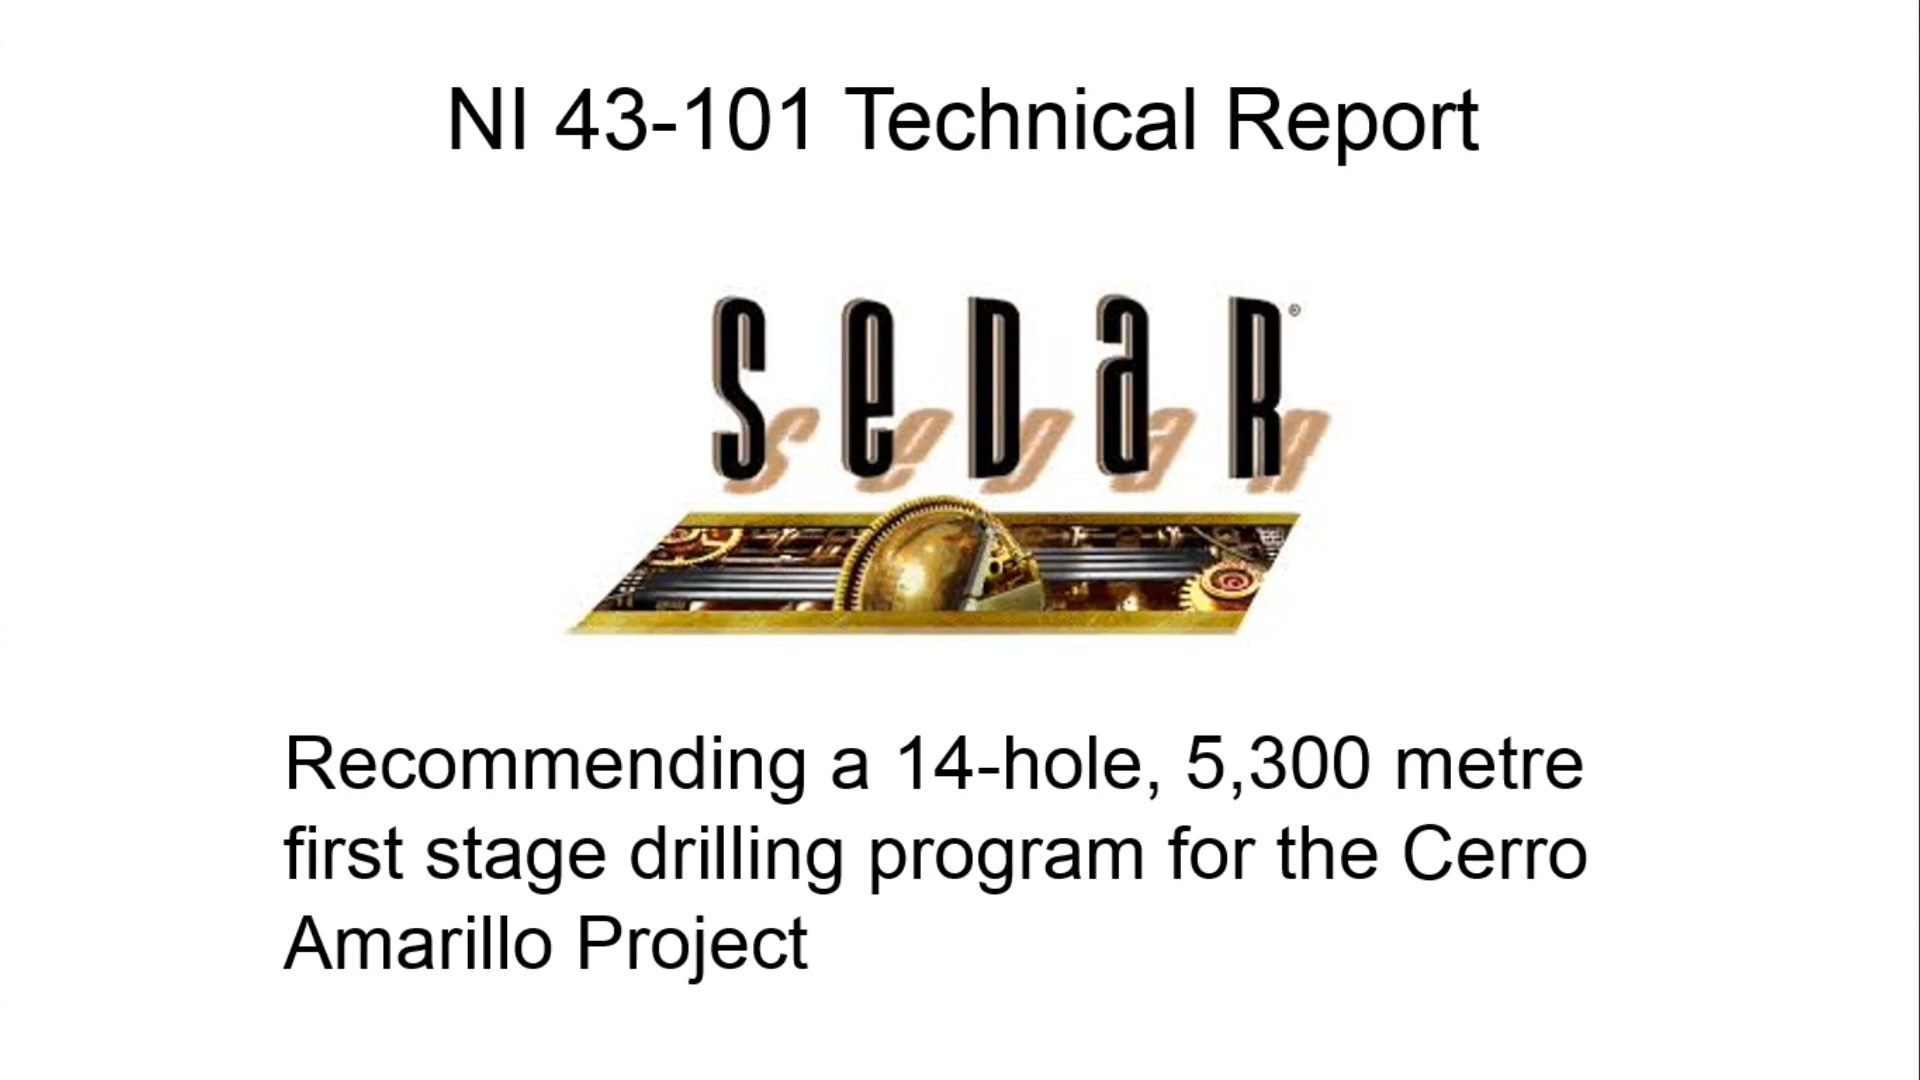 NI 43-101 Technical Report
SeDaR®
Recommending a 14-hole, 5,300 metre
first stage drilling program for the Cerro
Amarillo Project